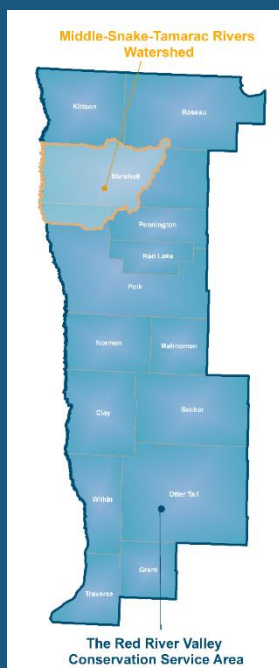 Middle-Snake-Tamarac Rivers
Watershed
Kittson
Roseau
Marshall
Pennington
Red Lake
Polk
Norman
Mahnomen
Clay
Becker
Wilkin
Otter Tail
Grant
Traverse
The Red River Valley
Conservation Service Area